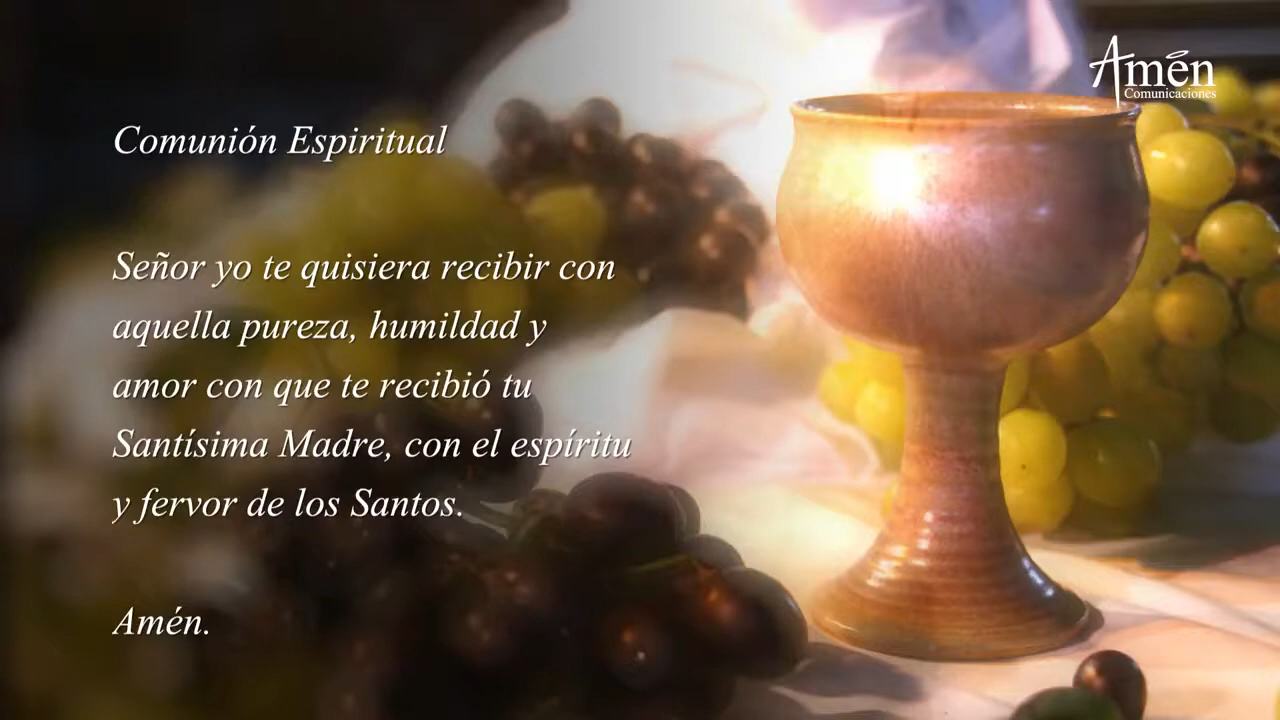 Amén
Comunicaciones
Comunión Espiritual
Señor yo te quisiera recibir con
aquella pureza, humildad y
amor con que te recibió tu
Santísima Madre, con el espíritu
y fervor de los Santos.
Amén.